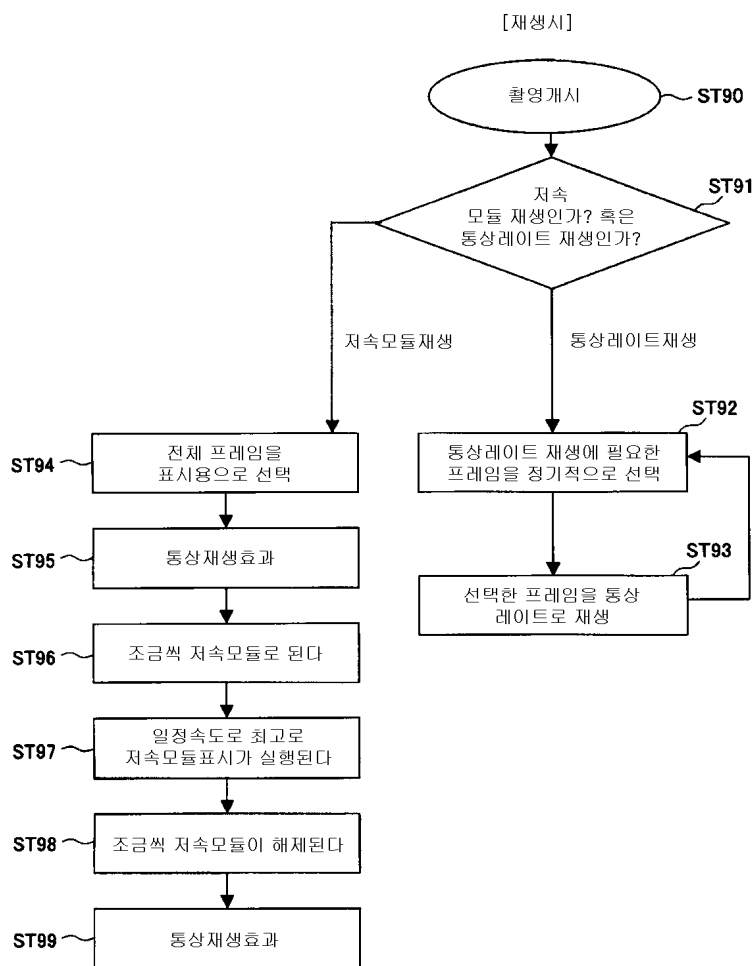 [재생시]
촬영개시
ST90
ST91
저속
모듈 재생인가? 혹은
통상레이트 재생인가?
저속모듈재생
통상레이트재생
ST92
ST94
전체 프레임을
표시용으로 선택
통상레이트 재생에 필요한
프레임을 정기적으로 선택
ST95
통상재생효과
ST93
선택한 프레임을 통상
레이트로 재생
ST96
조금씩 저속모듈로 된다
ST97
일정속도로 최고로
저속모듈표시가 실행된다
ST98
조금씩 저속모듈이 해제된다
ST99
통상재생효과